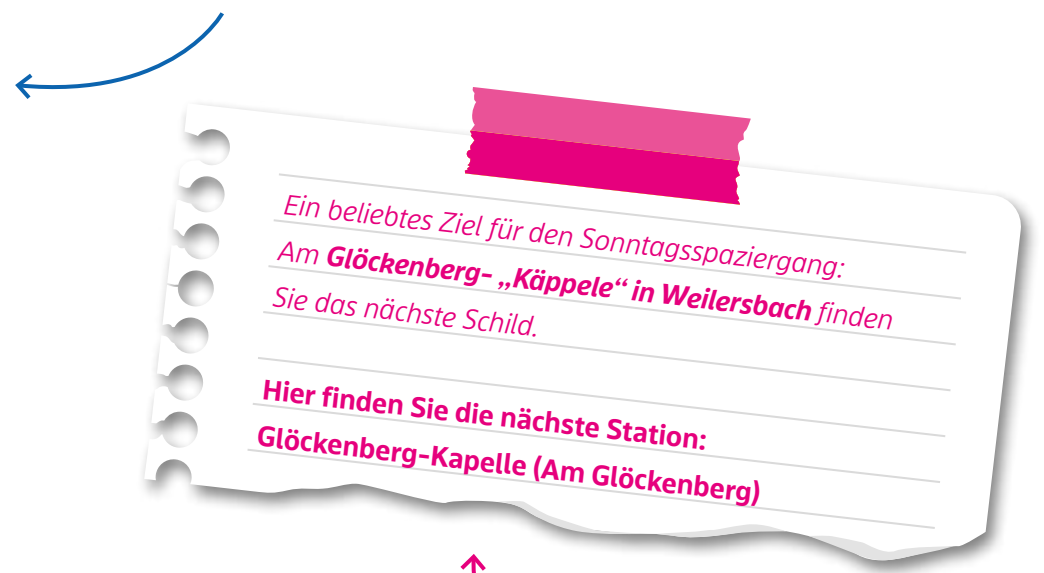 Ein beliebtes Ziel für den Sonntagsspaziergang:
Am Glöckenberg- „Käppele“ in Weilersbach finden
Sie das nächste Schild.
Hier finden Sie die nächste Station:
Glöckenberg-Kapelle (Am Glöckenberg)